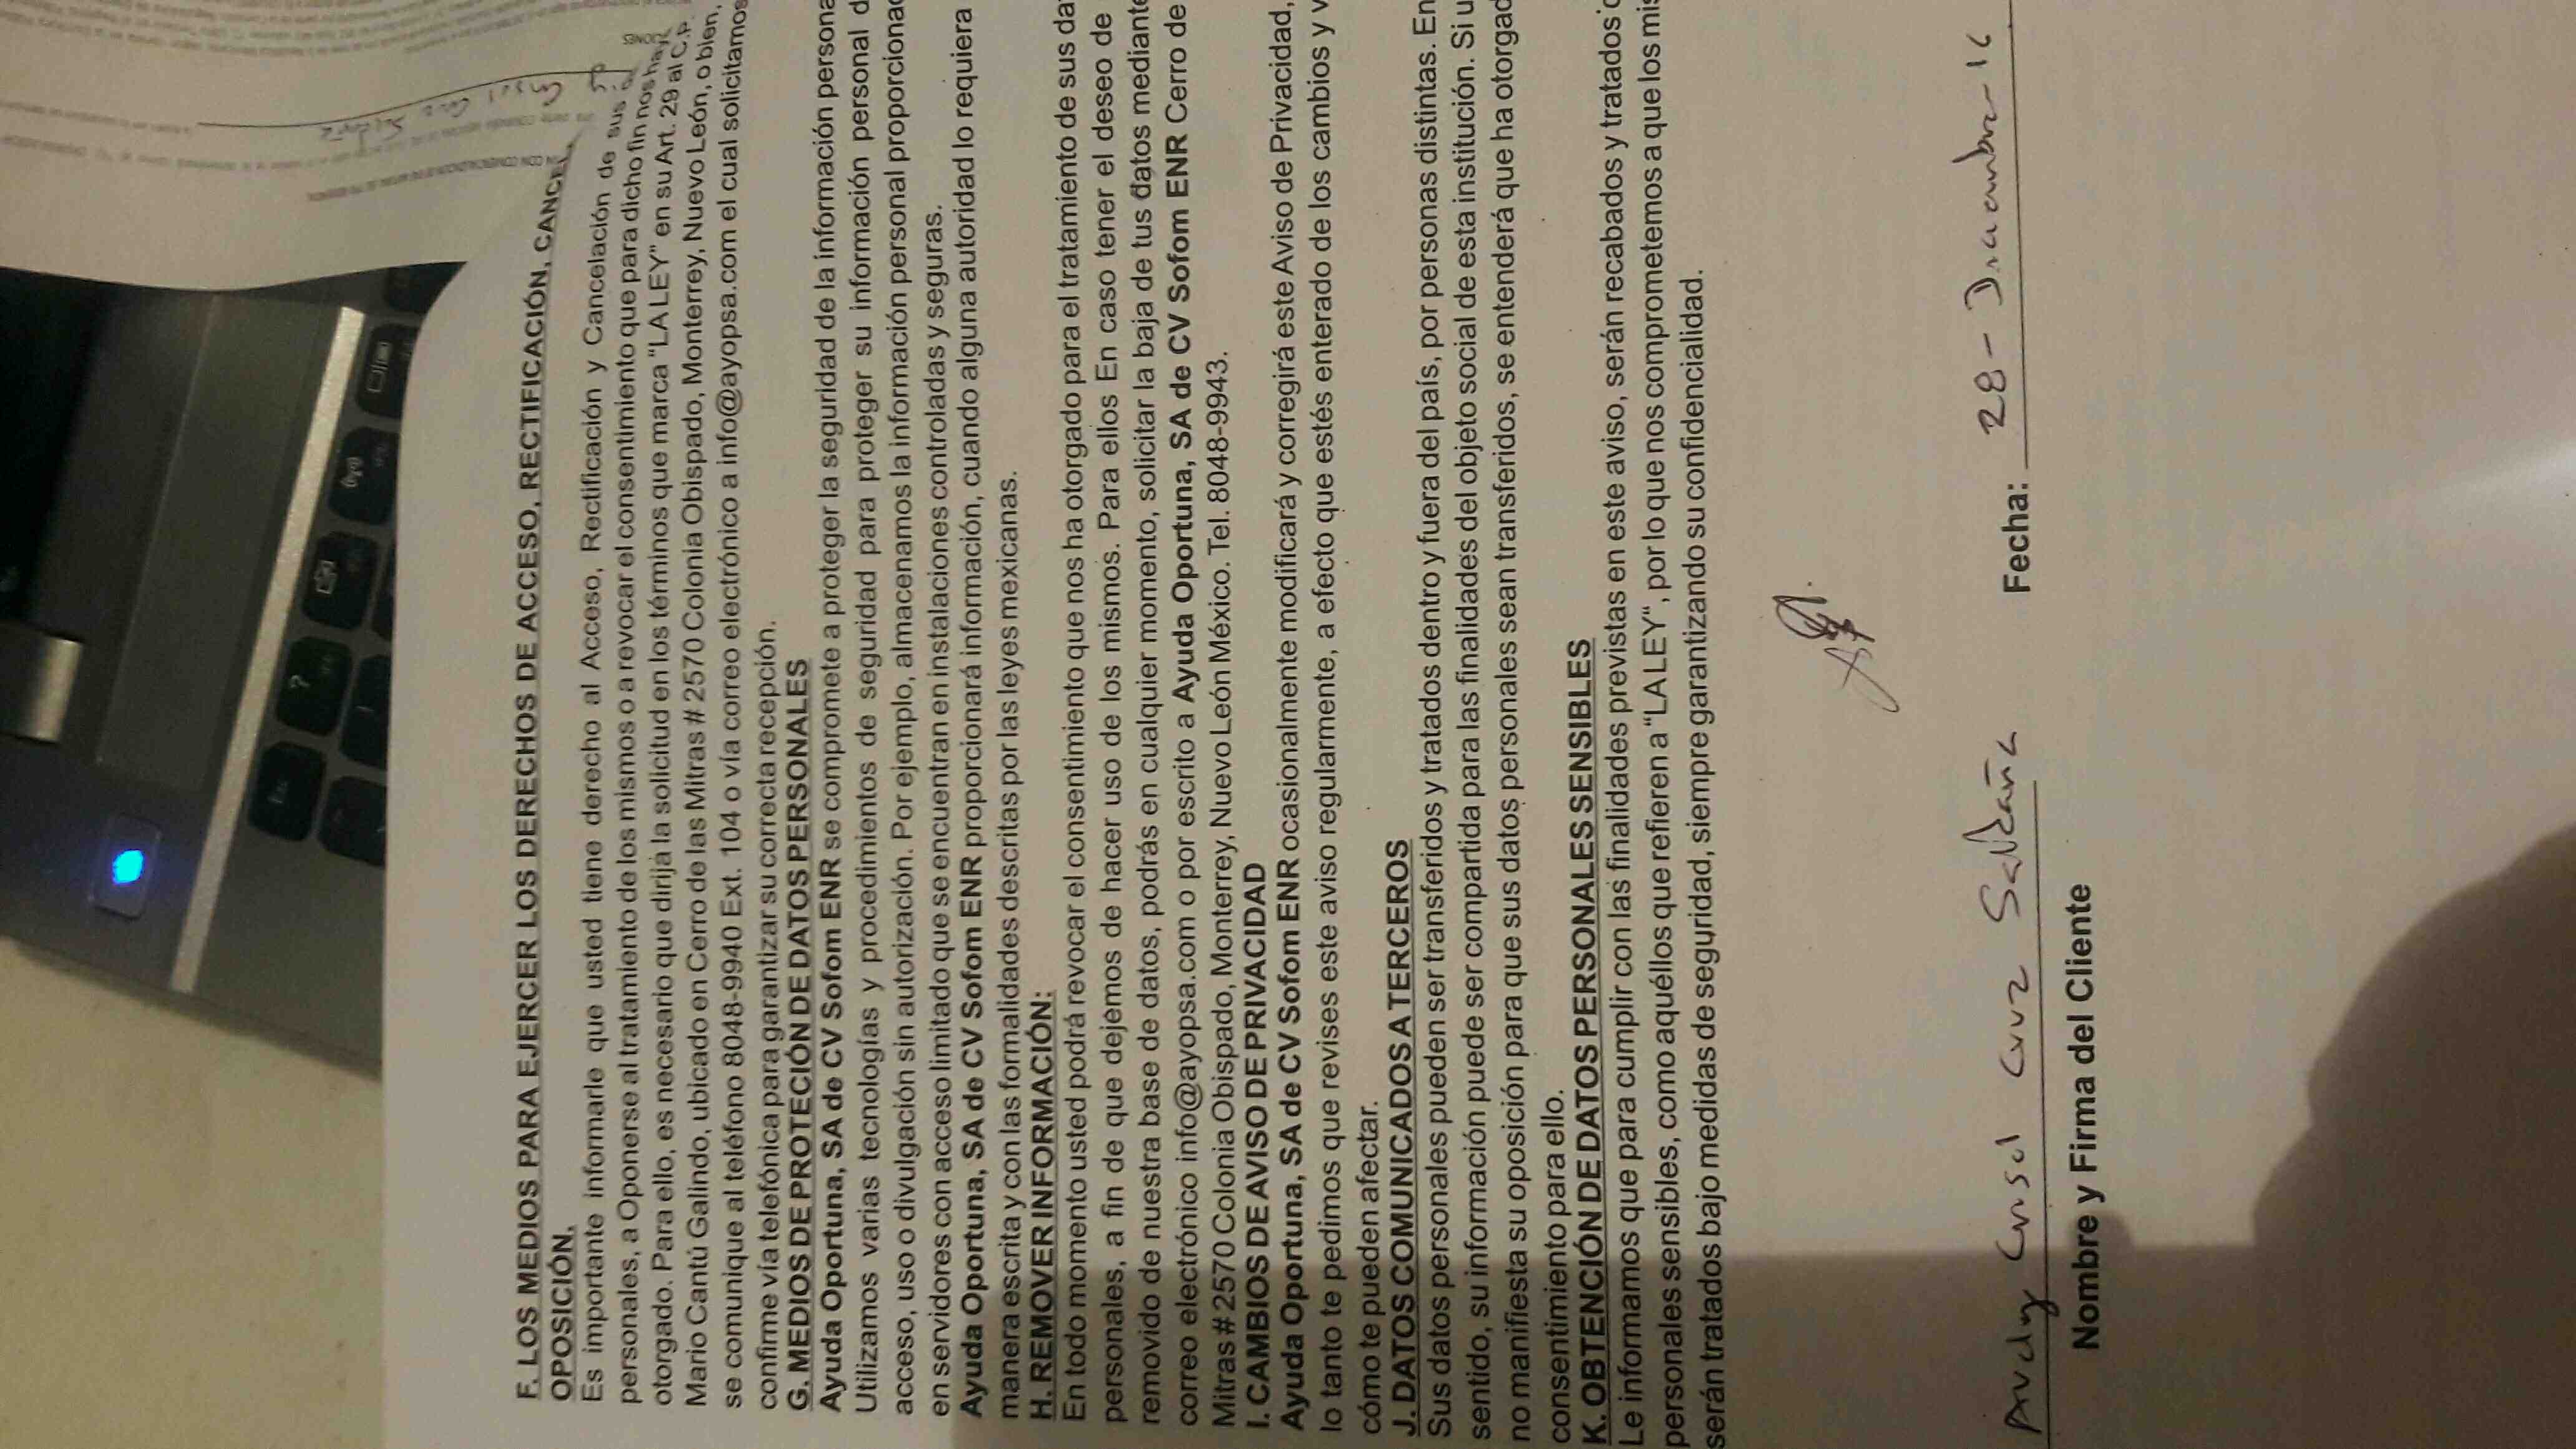 F. LOS MEDIOS PARA EJERCER LOS DERECHOS DE ACCESO, RECTIFICACIÓN, CANCEL
OPOSICIÓN.
Es importante informarle que usted tiene derecho al Acceso, Rectificación y Cancelación de sus
personales, a Oponerse al tratamiento de los mismos o a revocar el consentimiento que para dicho fin nos hay
otorgado. Para ello, es necesario que dirija la solicitud en los términos que marca "LA LEY" en su Art. 29 al C.P.
Mario Cantú Galindo, ubicado en Cerro de las Mitras # 2570 Colonia Obispado, Monterrey, Nuevo León, o bien,
se comunique al teléfono 8048-9940 Ext. 104 o vía correo electrónico a info@ayopsa.com el cual solicitamos
confirme vía telefónica para garantizar su correcta recepción.
G. MEDIOS DE PROTECIÓN DE DATOS PERSONALES
Ayuda Oportuna, SA de CV Sofom ENR se compromete a proteger la seguridad de la información persona
Utilizamos varias tecnologías y procedimientos de seguridad para proteger su información personal d
acceso, uso o divulgación sin autorización. Por ejemplo, almacenamos la información personal proporcionad
en servidores con acceso limitado que se encuentran en instalaciones controladas y seguras.
Ayuda Oportuna, SA de CV Sofom ENR proporcionará información, cuando alguna autoridad lo requiera
manera escrita y con las formalidades descritas por las leyes mexicanas.
H. REMOVER INFORMACIÓN:
En todo momento usted podrá revocar el consentimiento que nos ha otorgado para el tratamiento de sus da
personales, a fin de que dejemos de hacer uso de los mismos. Para ellos En caso tener el deseo de
removido de nuestra base de datos, podrás en cualquier momento, solicitar la baja de tus datos mediante
correo electrónico info@ayopsa.com o por escrito a Ayuda Oportuna, SA de CV Sofom ENR Cerro de
Mitras # 2570 Colonia Obispado, Monterrey, Nuevo León México. Tel. 8048-9943.
I. CAMBIOS DE AVISO DE PRIVACIDAD
Ayuda Oportuna, SA de CV Sofom ENR ocasionalmente modificará y corregirá este Aviso de Privacidad,
lo tanto te pedimos que revises este aviso regularmente, a efecto que estés enterado de los cambios y v
cómo te pueden afectar.
J. DATOS COMUNICADOS A TERCEROS
Sus datos personales pueden ser transferidos y tratados dentro y fuera del país, por personas distintas. En
sentido, su información puede ser compartida para las finalidades del objeto social de esta institución. Si u
no manifiesta su oposición para que sus datos personales sean transferidos, se entenderá que ha otorgad
consentimiento para ello.
K. OBTENCIÓN DE DATOS PERSONALES SENSIBLES
Le informamos que para cumplir con las finalidades previstas en este aviso, serán recabados y tratados
personales sensibles, como aquéllos que refieren a "LA LEY", por lo que nos comprometemos a que los mis
serán tratados bajo medidas de seguridad, siempre garantizando su confidencialidad.
Cruz Saldaña
Nombre y Firma del Cliente
Fecha: 28-Diciembre-16